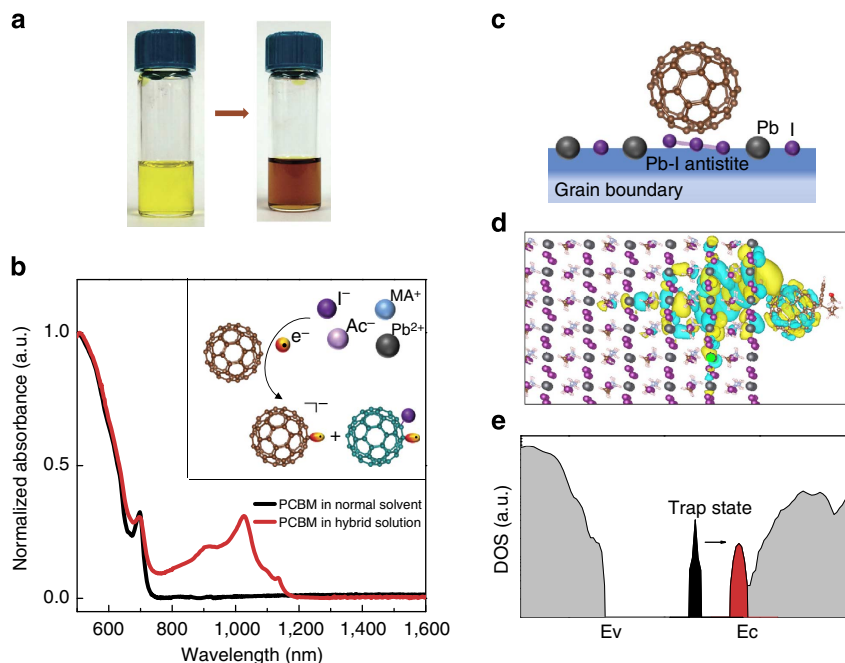 a
b
Normalized absorbance (a.u.)
1.0
0.5
0.0
I⁻
MA⁺
e⁻
Ac⁻
Pb²⁺
⁻
+
PCBM in normal solvent
PCBM in hybrid solution
600 800 1,000 1,200 1,400 1,600
Wavelength (nm)
c
Pb I
Pb-I antistite
Grain boundary
d
e
DOS (a.u.)
Trap state
Ev Ec